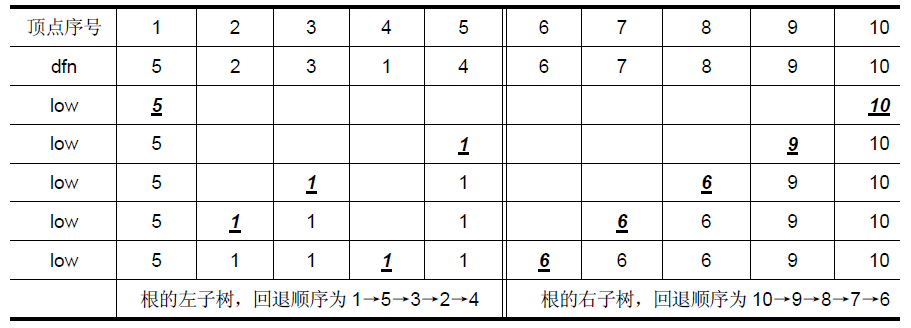 顶点序号 1 2 3 4 5 6 7 8 9 10
dfn 5 2 3 1 4 6 7 8 9 10
low 5 10
low 5 1 9 10
low 5 1 1 6 9 10
low 5 1 1 1 6 6 9 10
low 5 1 1 1 1 6 6 6 9 10
根的左子树，回退顺序为 1→5→3→2→4 根的右子树，回退顺序为 10→9→8→7→6